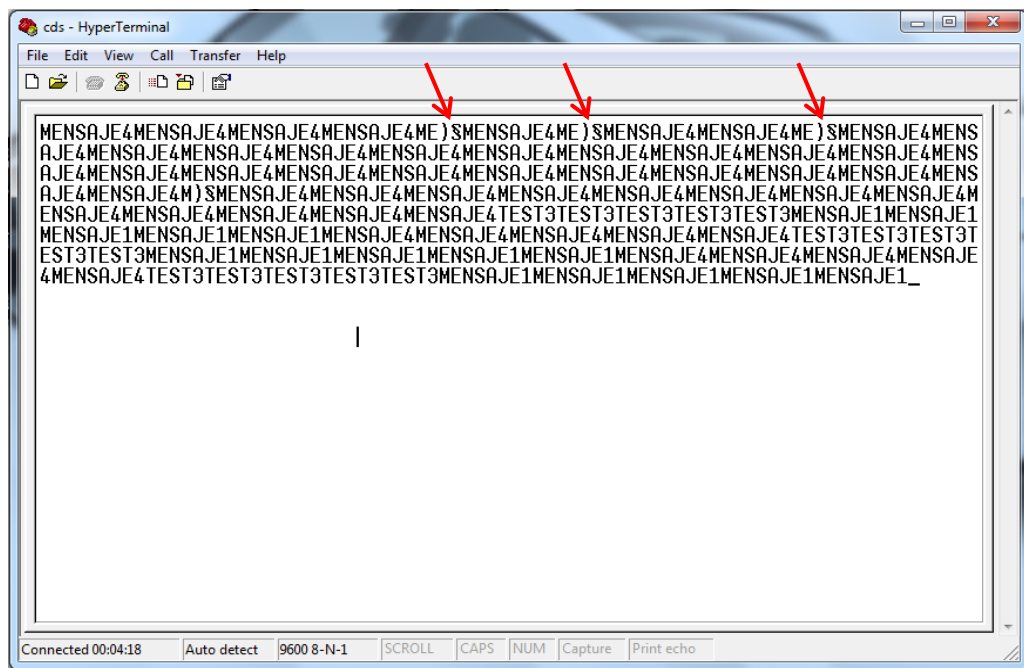 cds - HyperTerminal
File Edit View Call Transfer Help
MENSAJE4MENSAJE4MENSAJE4MENSAJE4ME)§MENSAJE4ME)§MENSAJE4MENSAJE4ME)§MENSAJE4MENS
AJE4MENSAJE4MENSAJE4MENSAJE4MENSAJE4MENSAJE4MENSAJE4MENSAJE4MENSAJE4MENSAJE4MENS
AJE4MENSAJE4MENSAJE4MENSAJE4MENSAJE4MENSAJE4MENSAJE4MENSAJE4MENSAJE4MENSAJE4MENS
AJE4MENSAJE4M)§MENSAJE4MENSAJE4MENSAJE4MENSAJE4MENSAJE4MENSAJE4MENSAJE4MENSAJE4M
ENSAJE4MENSAJE4MENSAJE4MENSAJE4MENSAJE4TEST3TEST3TEST3TEST3TEST3MENSAJE1MENSAJE1
MENSAJE1MENSAJE1MENSAJE1MENSAJE4MENSAJE4MENSAJE4MENSAJE4MENSAJE4TEST3TEST3TEST3T
EST3TEST3MENSAJE1MENSAJE1MENSAJE1MENSAJE1MENSAJE1MENSAJE4MENSAJE4MENSAJE4MENSAJE
4MENSAJE4TEST3TEST3TEST3TEST3TEST3MENSAJE1MENSAJE1MENSAJE1MENSAJE1MENSAJE1_
Connected 00:04:18 Auto detect 9600 8-N-1 SCROLL CAPS NUM Capture Print echo